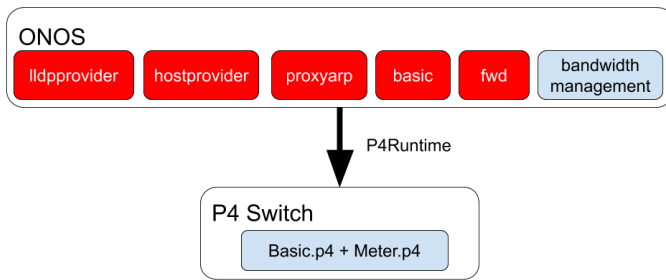 ONOS
lldpprovider
hostprovider
proxyarp
basic
fwd
bandwidth
management
P4Runtime
P4 Switch
Basic.p4 + Meter.p4